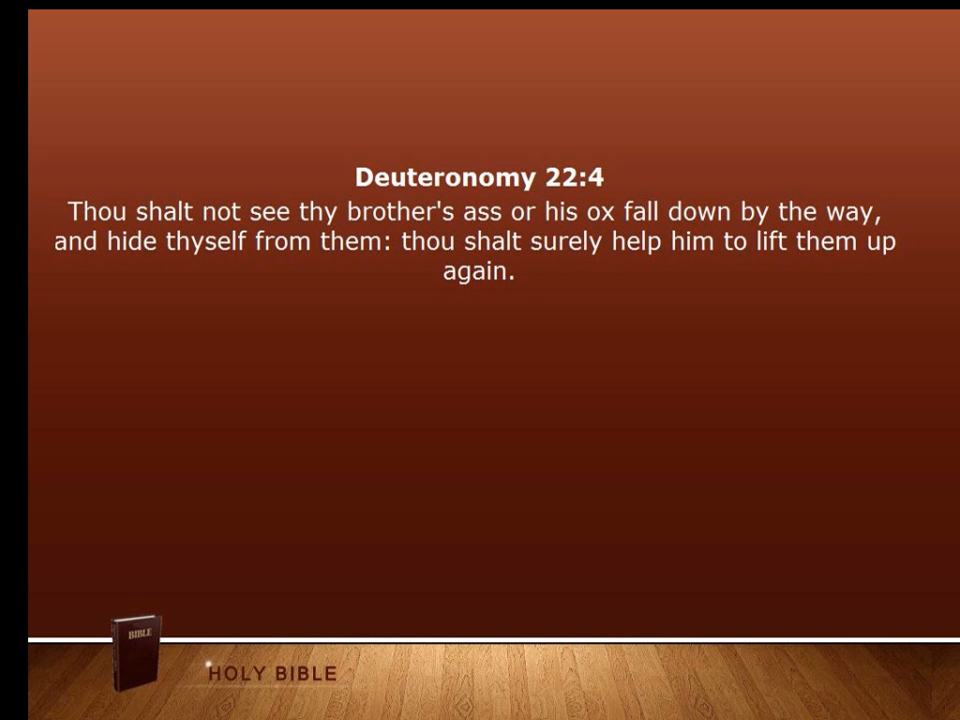 Deuteronomy 22:4
Thou shalt not see thy brother's ass or his ox fall down by the way,
and hide thyself from them: thou shalt surely help him to lift them up
again.
BIBLE
HOLY BIBLE